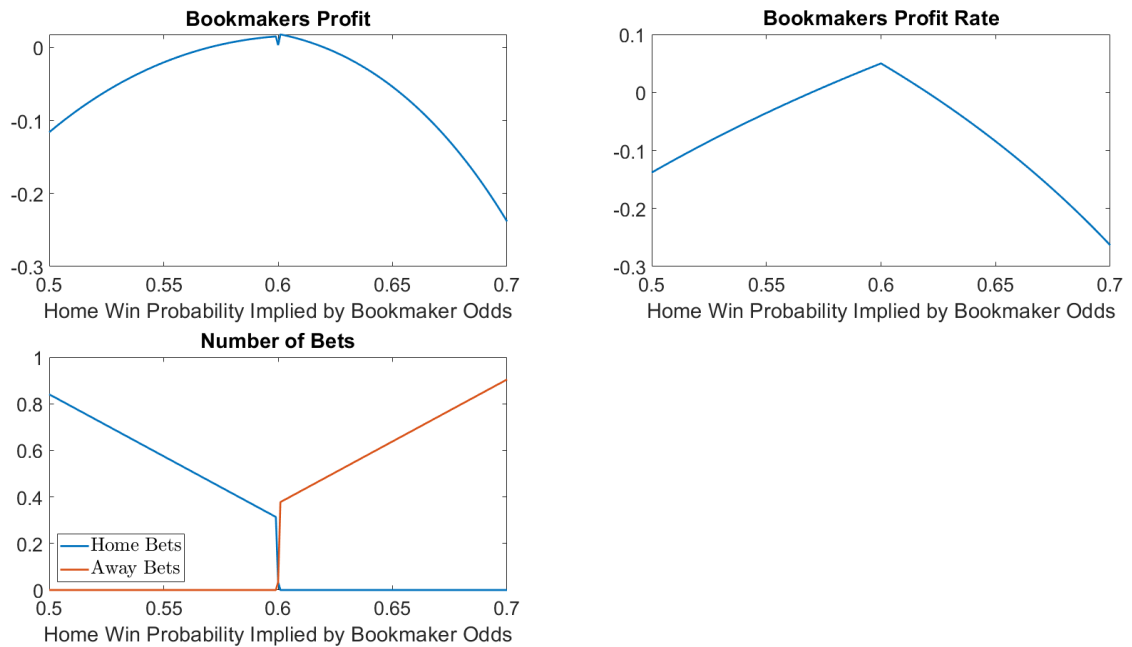 Bookmakers Profit
0
-0.1
-0.2
-0.3
0.5 0.55 0.6 0.65 0.7
Home Win Probability Implied by Bookmaker Odds
Bookmakers Profit Rate
0.1
0
-0.1
-0.2
-0.3
0.5 0.55 0.6 0.65 0.7
Home Win Probability Implied by Bookmaker Odds
Number of Bets
1
0.8
0.6
0.4
0.2
0
Home Bets
Away Bets
0.5 0.55 0.6 0.65 0.7
Home Win Probability Implied by Bookmaker Odds